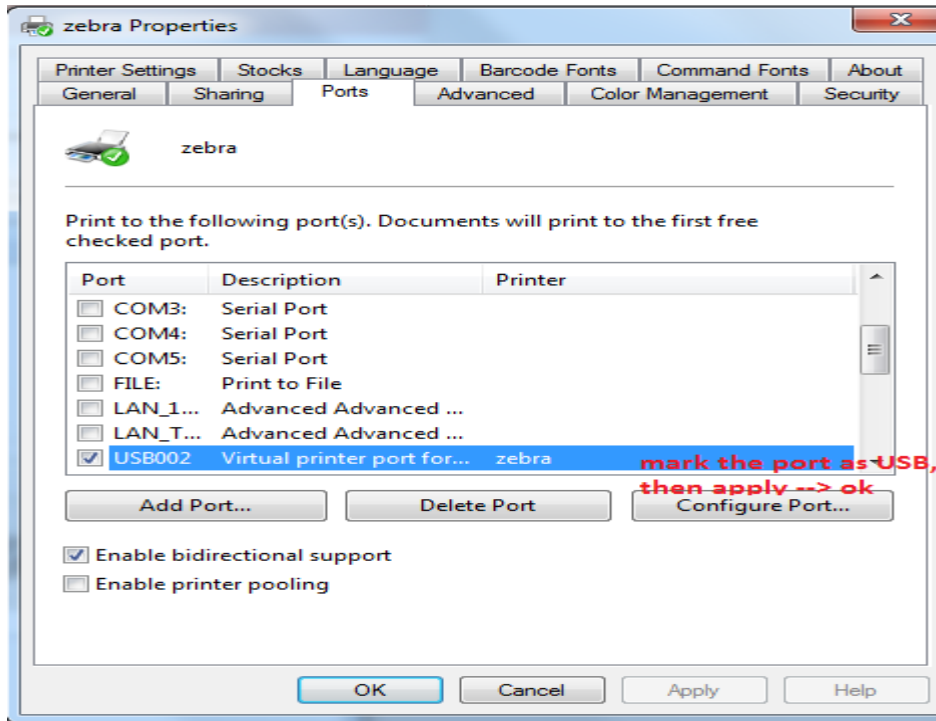 zebra Properties
Printer Settings Stocks Language Barcode Fonts Command Fonts About
General Sharing Ports Advanced Color Management Security
zebra
Print to the following port(s). Documents will print to the first free
checked port.
Port Description Printer
COM3: Serial Port
COM4: Serial Port
COM5: Serial Port
FILE: Print to File
LAN_1... Advanced Advanced ...
LAN_T... Advanced Advanced ...
USB002 Virtual printer port for... zebra
mark the port as USB,
then apply --> ok
Add Port... Delete Port Configure Port...
Enable bidirectional support
Enable printer pooling
OK Cancel Apply Help